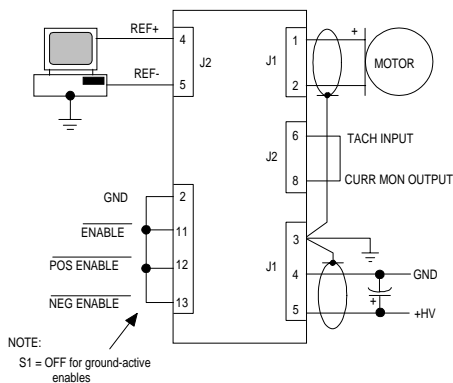 REF+
4
J2
REF-
5
J1
1
+
MOTOR
2
6
TACH INPUT
J2
8
CURR MON OUTPUT
GND
2
ENABLE
11
POS ENABLE
12
NEG ENABLE
13
3
J1
4
GND
+
5
+HV
NOTE:
S1 = OFF for ground-active
enables